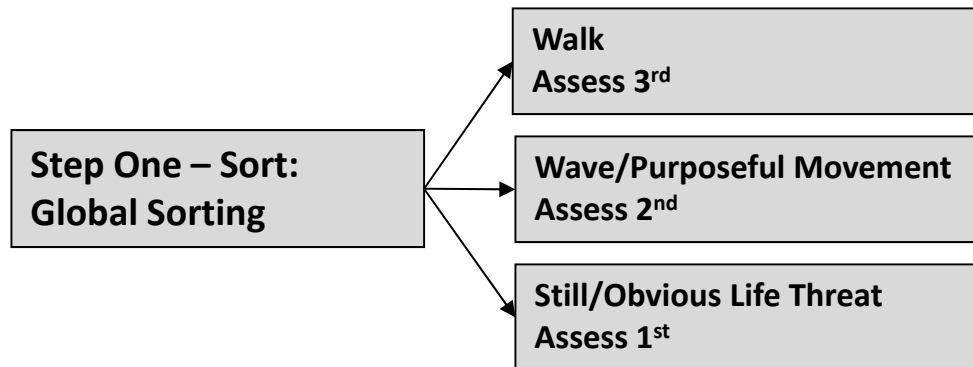 Step One – Sort:
Global Sorting
Walk
Assess 3rd
Wave/Purposeful Movement
Assess 2nd
Still/Obvious Life Threat
Assess 1st